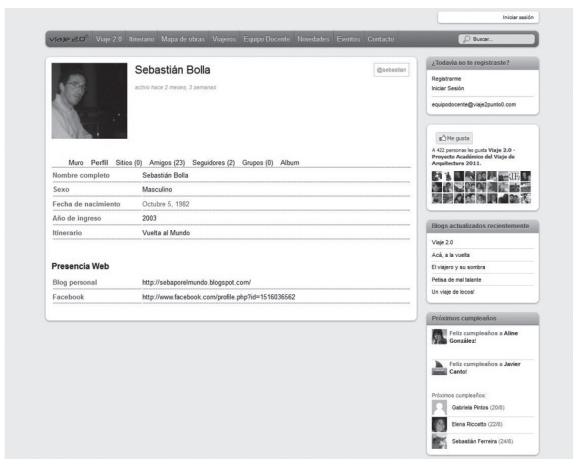 Iniciar sesión
viaje 2.0 Viaje 2.0 Itinerario Mapa de obras Viajeros Equipo Docente Novedades Eventos Contacto
Buscar...
Sebastián Bolla
@sebastian
activo hace 2 meses, 3 semanas
Muro Perfil Sitios (0) Amigos (23) Seguidores (2) Grupos (0) Album
Nombre completo Sebastián Bolla
Sexo Masculino
Fecha de nacimiento Octubre 5, 1982
Año de ingreso 2003
Itinerario Vuelta al Mundo
Presencia Web
Blog personal http://sebaporelmundo.blogspot.com/
Facebook http://www.facebook.com/profile.php?id=1516036562
¿Todavía no te registraste?
Registrarme
Iniciar Sesión
equipodocente@viaje2punto0.com
Me gusta
A 422 personas les gusta Viaje 2.0 -
Proyecto Académico del Viaje de
Arquitectura 2011.
Blogs actualizados recientemente
Viaje 2.0
Acá, a la vuelta
El viajero y su sombra
Petisa de mal talante
Un viaje de locos!
Próximos cumpleaños
Feliz cumpleaños a Aline
González!
Feliz cumpleaños a Javier
Canto!
Próximos cumpleaños:
Gabriela Pintos (20/8)
Elena Riccetto (22/8)
Sebastián Ferreira (24/8)